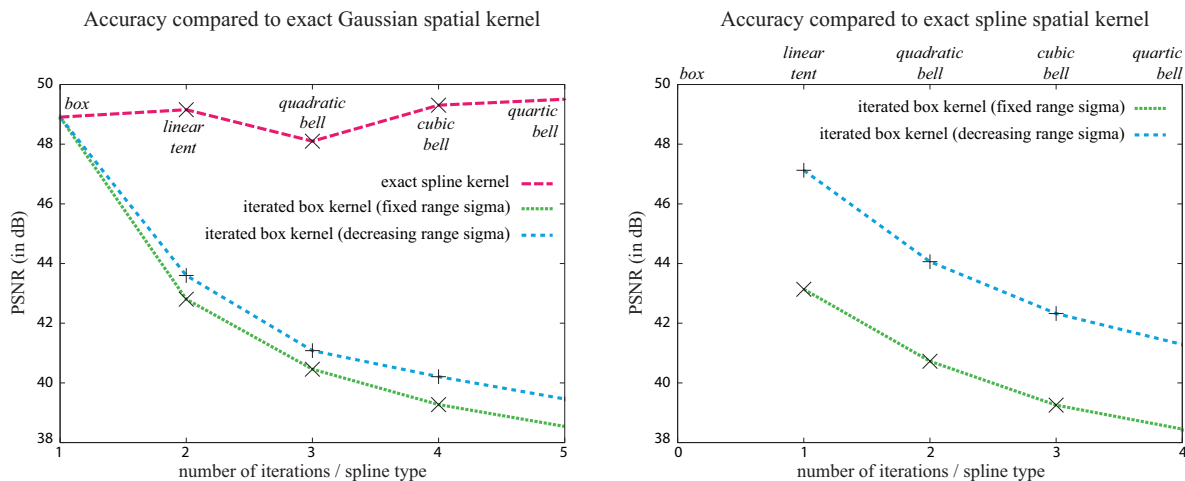 Accuracy compared to exact Gaussian spatial kernel
50
48
46
44
42
40
38
PSNR (in dB)
box
linear
tent
quadratic
bell
cubic
bell
quartic
bell
exact spline kernel
iterated box kernel (fixed range sigma)
iterated box kernel (decreasing range sigma)
1 2 3 4 5
number of iterations / spline type
Accuracy compared to exact spline spatial kernel
box
linear
tent
quadratic
bell
cubic
bell
quartic
bell
50
48
46
44
42
40
38
PSNR (in dB)
iterated box kernel (fixed range sigma)
iterated box kernel (decreasing range sigma)
0 1 2 3 4
number of iterations / spline type